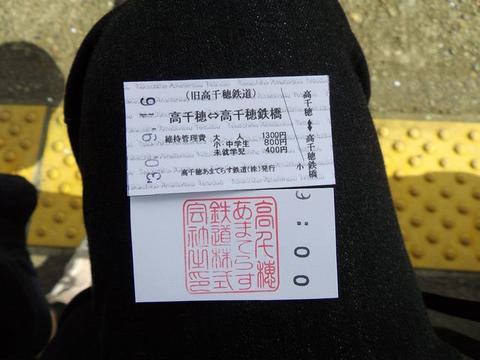 30.9.16
(旧高千穂鉄道)
高千穂⇔高千穂鉄橋
維持管理費 大人 1300円
小・中学生 800円
未就学児 400円
高千穂あまてらす鉄道(株)発行
高千穂⇔高千穂鉄橋
小
高千穂
あまてらす
鉄道株式
会社之印